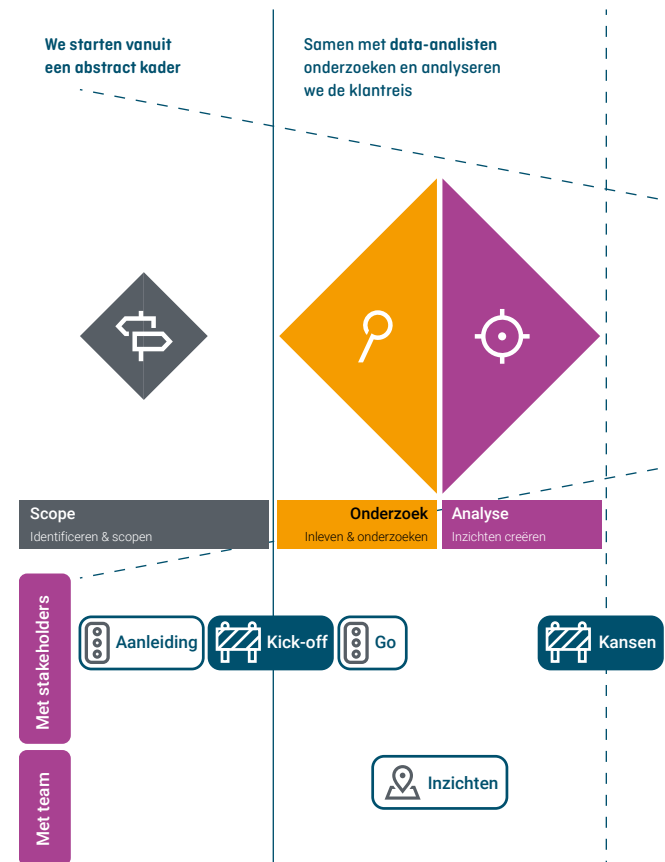 We starten vanuit
een abstract kader
Samen met data-analisten
onderzoeken en analyseren
we de klantreis
Scope
Identificeren & scopen
Onderzoek
Inleven & onderzoeken
Analyse
Inzichten creëren
Met stakeholders
Aanleiding
Kick-off
Go
Kansen
Met team
Inzichten